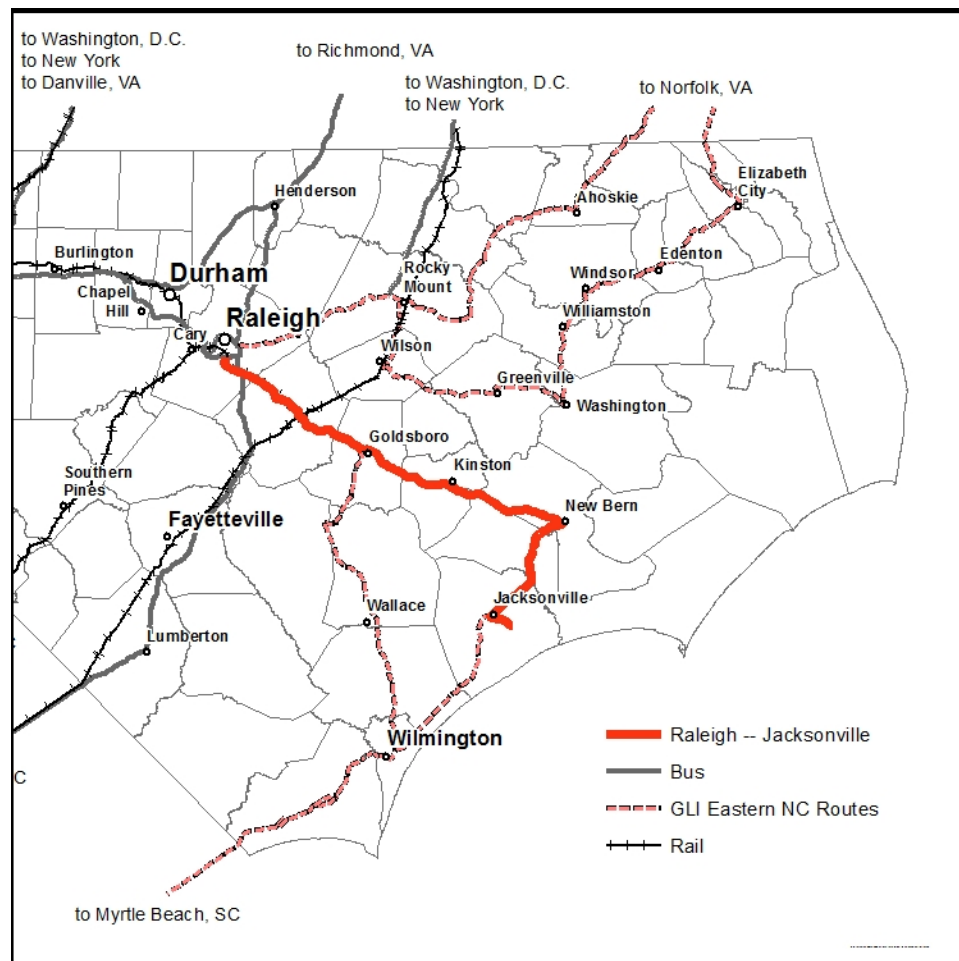 to Washington, D.C.
to New York
to Danville, VA
to Richmond, VA
to Washington, D.C.
to New York
to Norfolk, VA
Henderson
Elizabeth
City
Ahoskie
Burlington
Durham
Chapel
Hill
Rocky
Mount
Windsor
Edenton
Raleigh
Williamston
Cary
Wilson
Greenville
Washington
Goldsboro
Kinston
Southern
Pines
New Bern
Fayetteville
Wallace
Jacksonville
Lumberton
Wilmington
Raleigh -- Jacksonville
Bus
C
GLI Eastern NC Routes
Rail
to Myrtle Beach, SC